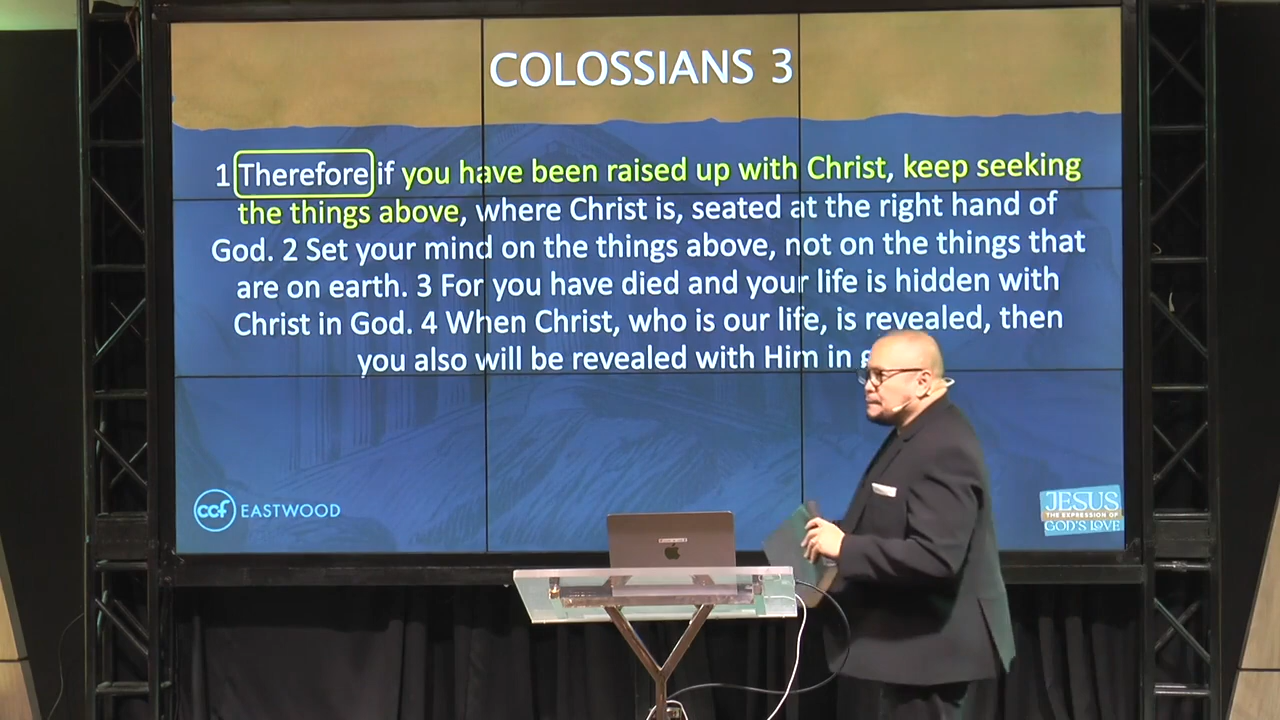 COLOSSIANS 3
1 Therefore if you have been raised up with Christ, keep seeking
the things above, where Christ is, seated at the right hand of
God. 2 Set your mind on the things above, not on the things that
are on earth. 3 For you have died and your life is hidden with
Christ in God. 4 When Christ, who is our life, is revealed, then
you also will be revealed with Him in
ccf EASTWOOD
JESUS
THE EXPRESSION OF
GOD'S LOVE